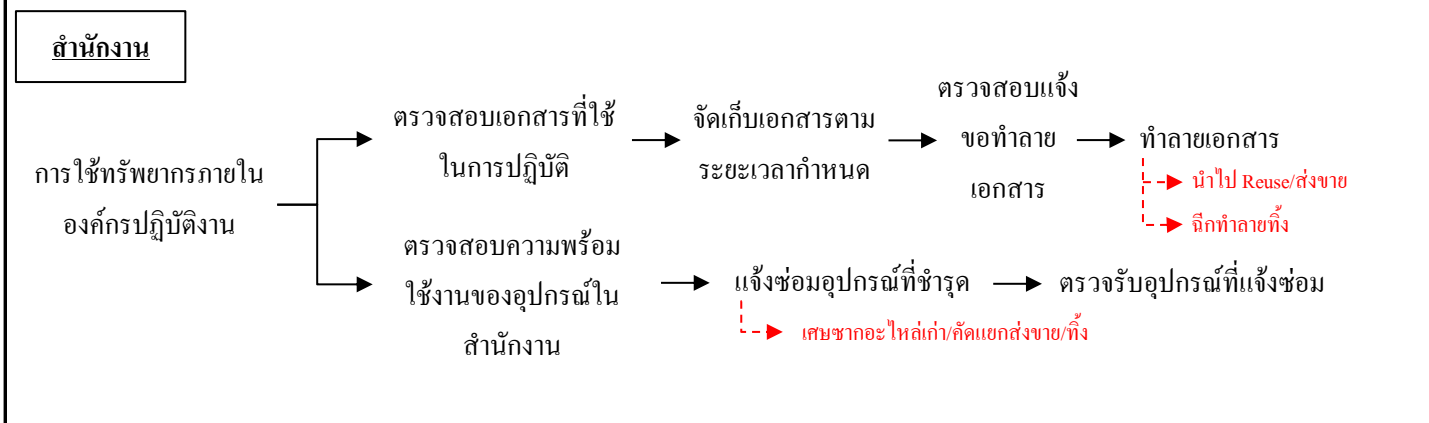 สำนักงาน
การใช้ทรัพยากรภายใน
องค์กรปฏิบัติงาน
ตรวจสอบเอกสารที่ใช้
ในการปฏิบัติ
จัดเก็บเอกสารตาม
ระยะเวลากำหนด
ตรวจสอบแจ้ง
ขอทำลาย
เอกสาร
ทำลายเอกสาร
นำไป Reuse/ส่งขาย
ฉีกทำลายทิ้ง
ตรวจสอบความพร้อม
ใช้งานของอุปกรณ์ใน
สำนักงาน
แจ้งซ่อมอุปกรณ์ที่ชำรุด
เศษซากอะไหล่เก่า/คัดแยกส่งขาย/ทิ้ง
ตรวจรับอุปกรณ์ที่แจ้งซ่อม